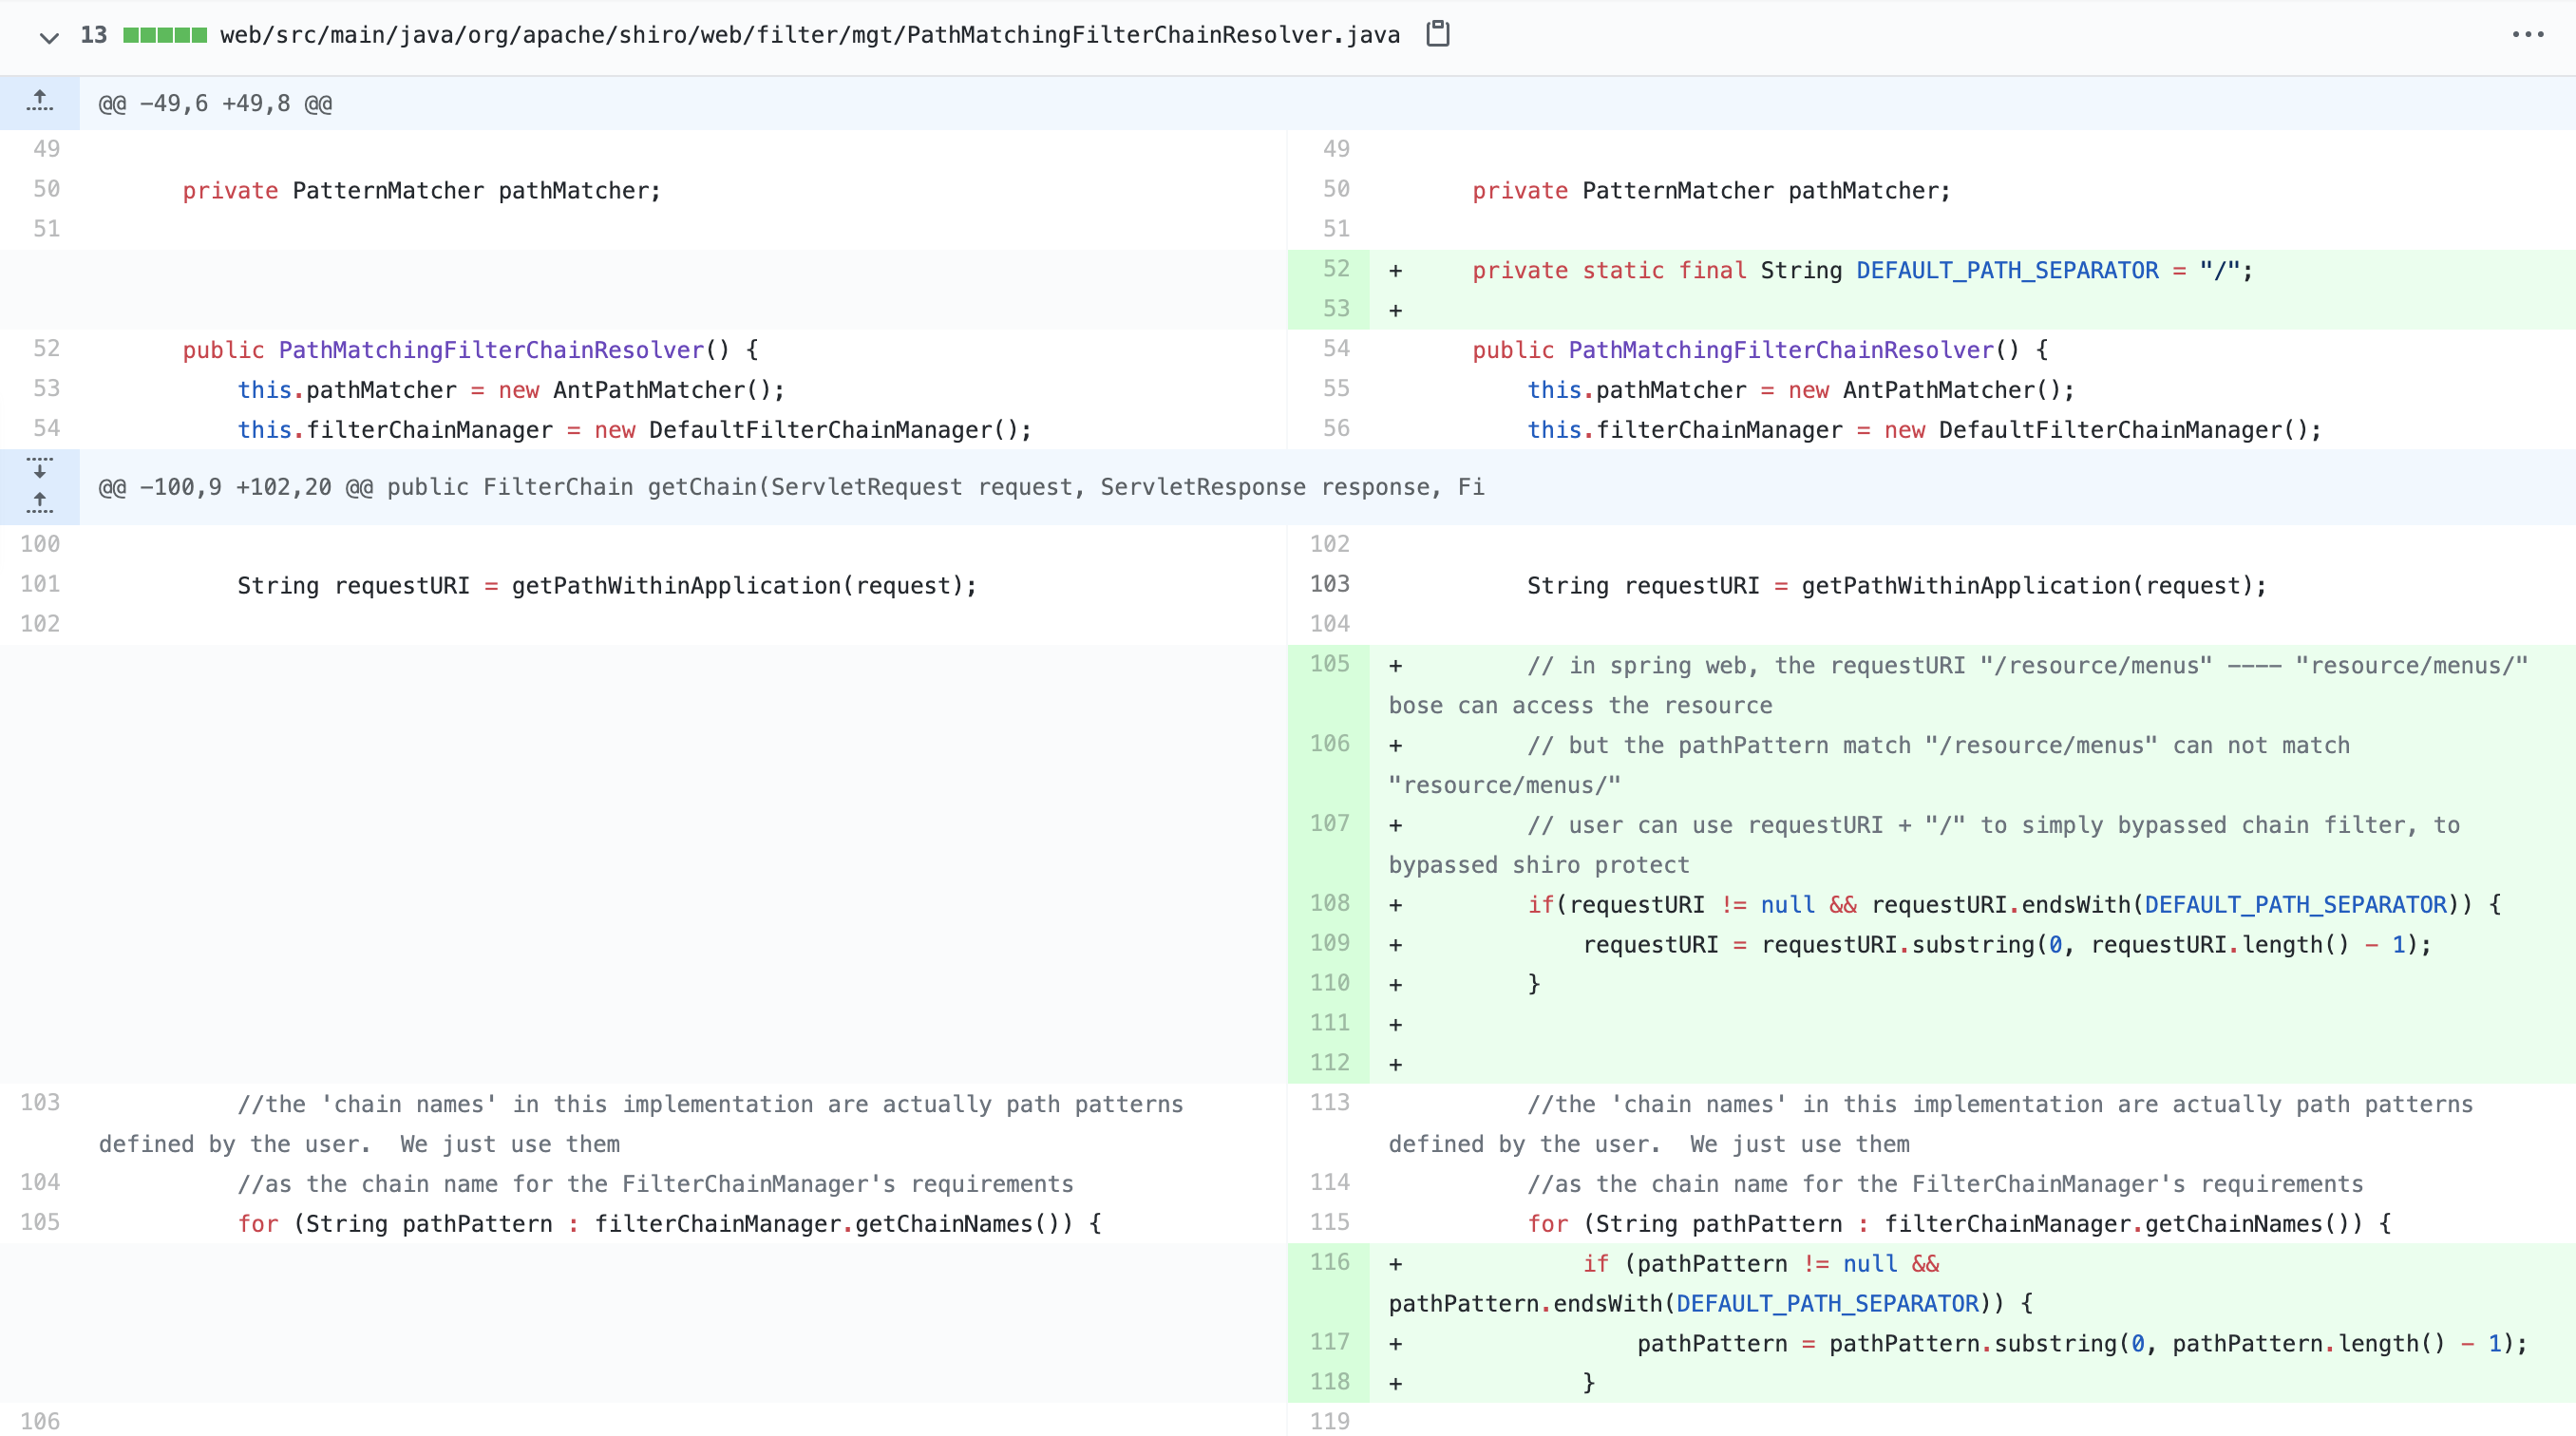 13 web/src/main/java/org/apache/shiro/web/filter/mgt/PathMatchingFilterChainResolver.java
@@ -49,6 +49,8 @@
49
50 private PatternMatcher pathMatcher;
51
52 public PathMatchingFilterChainResolver() {
53 this.pathMatcher = new AntPathMatcher();
54 this.filterChainManager = new DefaultFilterChainManager();
49
50 private PatternMatcher pathMatcher;
51
52 + private static final String DEFAULT_PATH_SEPARATOR = "/";
53 +
54 public PathMatchingFilterChainResolver() {
55 this.pathMatcher = new AntPathMatcher();
56 this.filterChainManager = new DefaultFilterChainManager();
@@ -100,9 +102,20 @@ public FilterChain getChain(ServletRequest request, ServletResponse response, Fi
100
101 String requestURI = getPathWithinApplication(request);
102
103 //the 'chain names' in this implementation are actually path patterns
defined by the user.  We just use them
104 //as the chain name for the FilterChainManager's requirements
105 for (String pathPattern : filterChainManager.getChainNames()) {
106
102
103 String requestURI = getPathWithinApplication(request);
104
105 + // in spring web, the requestURI "/resource/menus" ---- "resource/menus/"
bose can access the resource
106 + // but the pathPattern match "/resource/menus" can not match
"resource/menus/"
107 + // user can use requestURI + "/" to simply bypassed chain filter, to
bypassed shiro protect
108 + if(requestURI != null && requestURI.endsWith(DEFAULT_PATH_SEPARATOR)) {
109 + requestURI = requestURI.substring(0, requestURI.length() - 1);
110 + }
111 +
112 +
113 //the 'chain names' in this implementation are actually path patterns
defined by the user.  We just use them
114 //as the chain name for the FilterChainManager's requirements
115 for (String pathPattern : filterChainManager.getChainNames()) {
116 + if (pathPattern != null &&
pathPattern.endsWith(DEFAULT_PATH_SEPARATOR)) {
117 + pathPattern = pathPattern.substring(0, pathPattern.length() - 1);
118 + }
119